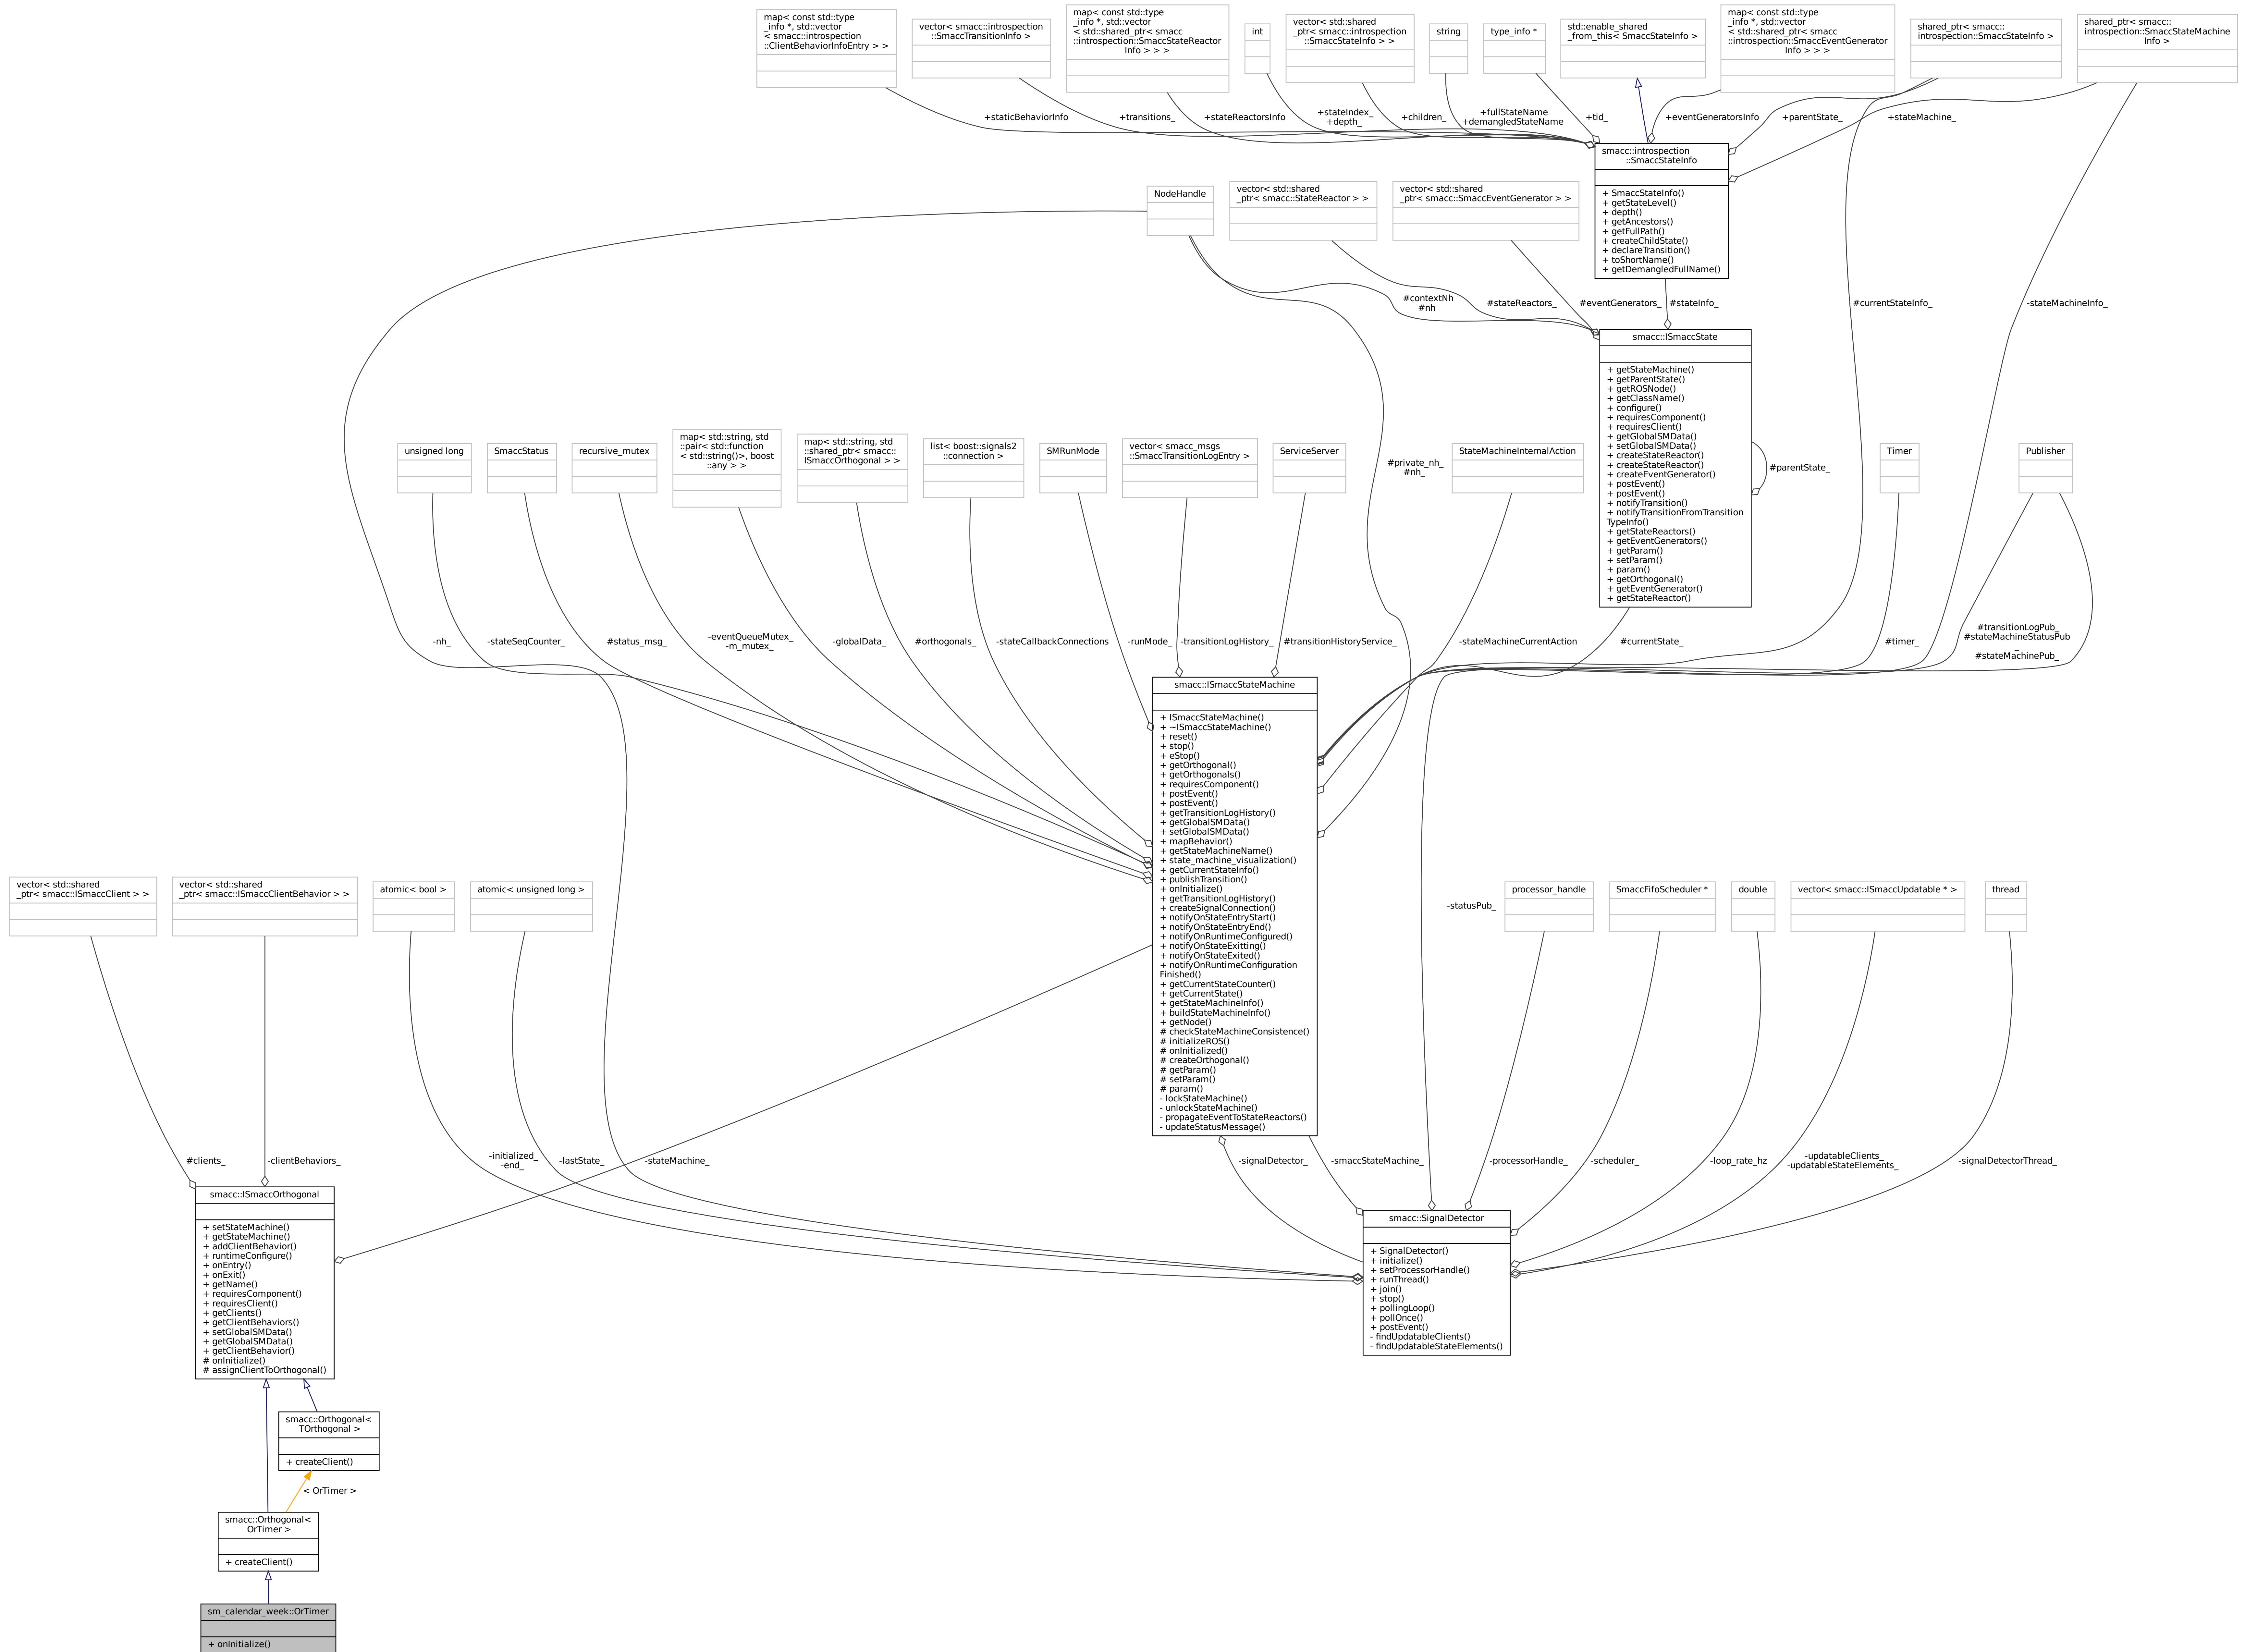 map< const std::type
_info *, std::vector
< smacc::introspection
::ClientBehaviorInfoEntry > >
vector< smacc::introspection
::SmaccTransitionInfo >
map< const std::type
_info *, std::vector
< std::shared_ptr< smacc
::introspection::SmaccStateReactor
Info > > >
int
vector< std::shared
_ptr< smacc::introspection
::SmaccStateInfo > >
string
type_info *
std::enable_shared
_from_this< SmaccStateInfo >
map< const std::type
_info *, std::vector
< std::shared_ptr< smacc
::introspection::SmaccEventGenerator
Info > > >
shared_ptr< smacc::
introspection::SmaccStateInfo >
shared_ptr< smacc::
introspection::SmaccStateMachine
Info >
+staticBehaviorInfo
+transitions_
+stateReactorsInfo
+stateIndex_
+depth_
+children_
+fullStateName
+demangledStateName
+tid_
+eventGeneratorsInfo
+parentState_
+stateMachine_
smacc::introspection
::SmaccStateInfo
+ SmaccStateInfo()
+ getStateLevel()
+ depth()
+ getAncestors()
+ getFullPath()
+ createChildState()
+ declareTransition()
+ toShortName()
+ getDemangledFullName()
NodeHandle
vector< std::shared
_ptr< smacc::StateReactor > >
vector< std::shared
_ptr< smacc::SmaccEventGenerator > >
#contextNh
#nh
#stateReactors_
#eventGenerators_
#stateInfo_
#currentStateInfo_
-stateMachineInfo_
smacc::ISmaccState
+ getStateMachine()
+ getParentState()
+ getROSNode()
+ getClassName()
+ configure()
+ requiresComponent()
+ requiresClient()
+ getGlobalSMData()
+ setGlobalSMData()
+ createStateReactor()
+ createStateReactor()
+ createEventGenerator()
+ postEvent()
+ postEvent()
+ notifyTransition()
+ notifyTransitionFromTransition
TypeInfo()
+ getStateReactors()
+ getEventGenerators()
+ getParam()
+ setParam()
+ param()
+ getOrthogonal()
+ getEventGenerator()
+ getStateReactor()
#parentState_
unsigned long
SmaccStatus
recursive_mutex
map< std::string, std
::pair< std::function
< std::string()>, boost
::any > >
map< std::string, std
::shared_ptr< smacc::
ISmaccOrthogonal > >
list< boost::signals2
::connection >
SMRunMode
vector< smacc_msgs
::SmaccTransitionLogEntry >
ServiceServer
#private_nh_
#nh_
StateMachineInternalAction
Timer
Publisher
-nh_
-stateSeqCounter_
#status_msg_
-eventQueueMutex_
-m_mutex_
-globalData_
#orthogonals_
-stateCallbackConnections
-runMode_
-transitionLogHistory_
#transitionHistoryService_
-stateMachineCurrentAction
#currentState_
#timer_
#transitionLogPub_
#stateMachineStatusPub
_
#stateMachinePub_
smacc::ISmaccStateMachine
+ ISmaccStateMachine()
+ ~ISmaccStateMachine()
+ reset()
+ stop()
+ eStop()
+ getOrthogonal()
+ getOrthogonals()
+ requiresComponent()
+ postEvent()
+ postEvent()
+ getTransitionLogHistory()
+ getGlobalSMData()
+ setGlobalSMData()
+ mapBehavior()
+ getStateMachineName()
+ state_machine_visualization()
+ getCurrentStateInfo()
+ publishTransition()
+ onInitialize()
+ getTransitionLogHistory()
+ createSignalConnection()
+ notifyOnStateEntryStart()
+ notifyOnStateEntryEnd()
+ notifyOnRuntimeConfigured()
+ notifyOnStateExitting()
+ notifyOnStateExited()
+ notifyOnRuntimeConfiguration
Finished()
+ getCurrentStateCounter()
+ getCurrentState()
+ getStateMachineInfo()
+ buildStateMachineInfo()
+ getNode()
# checkStateMachineConsistence()
# initializeROS()
# onInitialized()
# createOrthogonal()
# getParam()
# setParam()
# param()
- lockStateMachine()
- unlockStateMachine()
- propagateEventToStateReactors()
- updateStatusMessage()
vector< std::shared
_ptr< smacc::ISmaccClient > >
vector< std::shared
_ptr< smacc::ISmaccClientBehavior > >
atomic< bool >
atomic< unsigned long >
-statusPub_
processor_handle
SmaccFifoScheduler *
double
vector< smacc::ISmaccUpdatable * >
thread
#clients_
-clientBehaviors_
-initialized_
-end_
-lastState_
-stateMachine_
-signalDetector_
-smaccStateMachine_
-processorHandle_
-scheduler_
-loop_rate_hz
-updatableClients_
-updatableStateElements_
-signalDetectorThread_
smacc::ISmaccOrthogonal
+ setStateMachine()
+ getStateMachine()
+ addClientBehavior()
+ runtimeConfigure()
+ onEntry()
+ onExit()
+ getName()
+ requiresComponent()
+ requiresClient()
+ getClients()
+ getClientBehaviors()
+ setGlobalSMData()
+ getGlobalSMData()
+ getClientBehavior()
# onInitialize()
# assignClientToOrthogonal()
smacc::SignalDetector
+ SignalDetector()
+ initialize()
+ setProcessorHandle()
+ runThread()
+ join()
+ stop()
+ pollingLoop()
+ pollOnce()
+ postEvent()
- findUpdatableClients()
- findUpdatableStateElements()
smacc::Orthogonal<
TOrthogonal >
+ createClient()
< OrTimer >
smacc::Orthogonal<
OrTimer >
+ createClient()
sm_calendar_week::OrTimer
+ onInitialize()